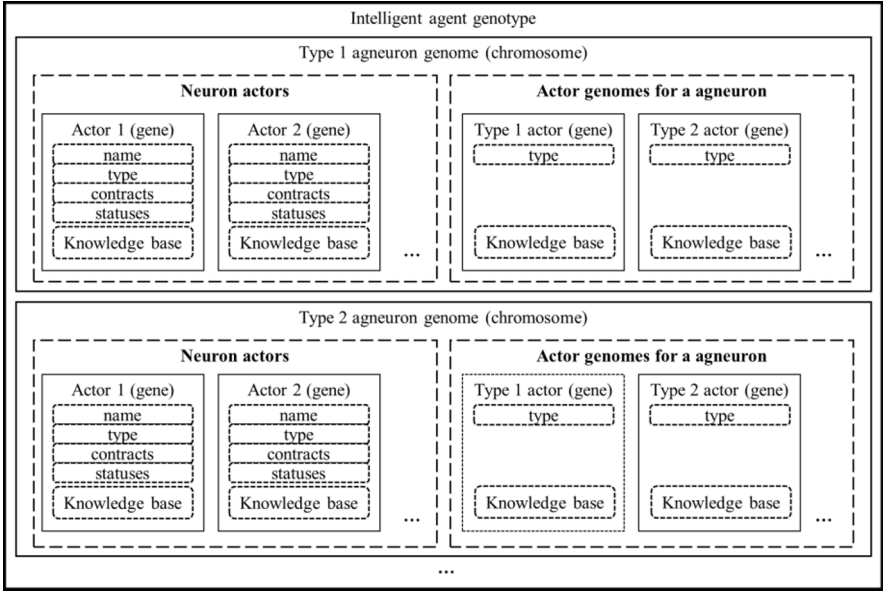 Intelligent agent genotype
Type 1 agneuron genome (chromosome)
Neuron actors
Actor 1 (gene)
name
type
contracts
statuses
Knowledge base
Actor 2 (gene)
name
type
contracts
statuses
Knowledge base
...
Actor genomes for a agneuron
Type 1 actor (gene)
type
Knowledge base
Type 2 actor (gene)
type
Knowledge base
...
Type 2 agneuron genome (chromosome)
Neuron actors
Actor 1 (gene)
name
type
contracts
statuses
Knowledge base
Actor 2 (gene)
name
type
contracts
statuses
Knowledge base
...
Actor genomes for a agneuron
Type 1 actor (gene)
type
Knowledge base
Type 2 actor (gene)
type
Knowledge base
...
...